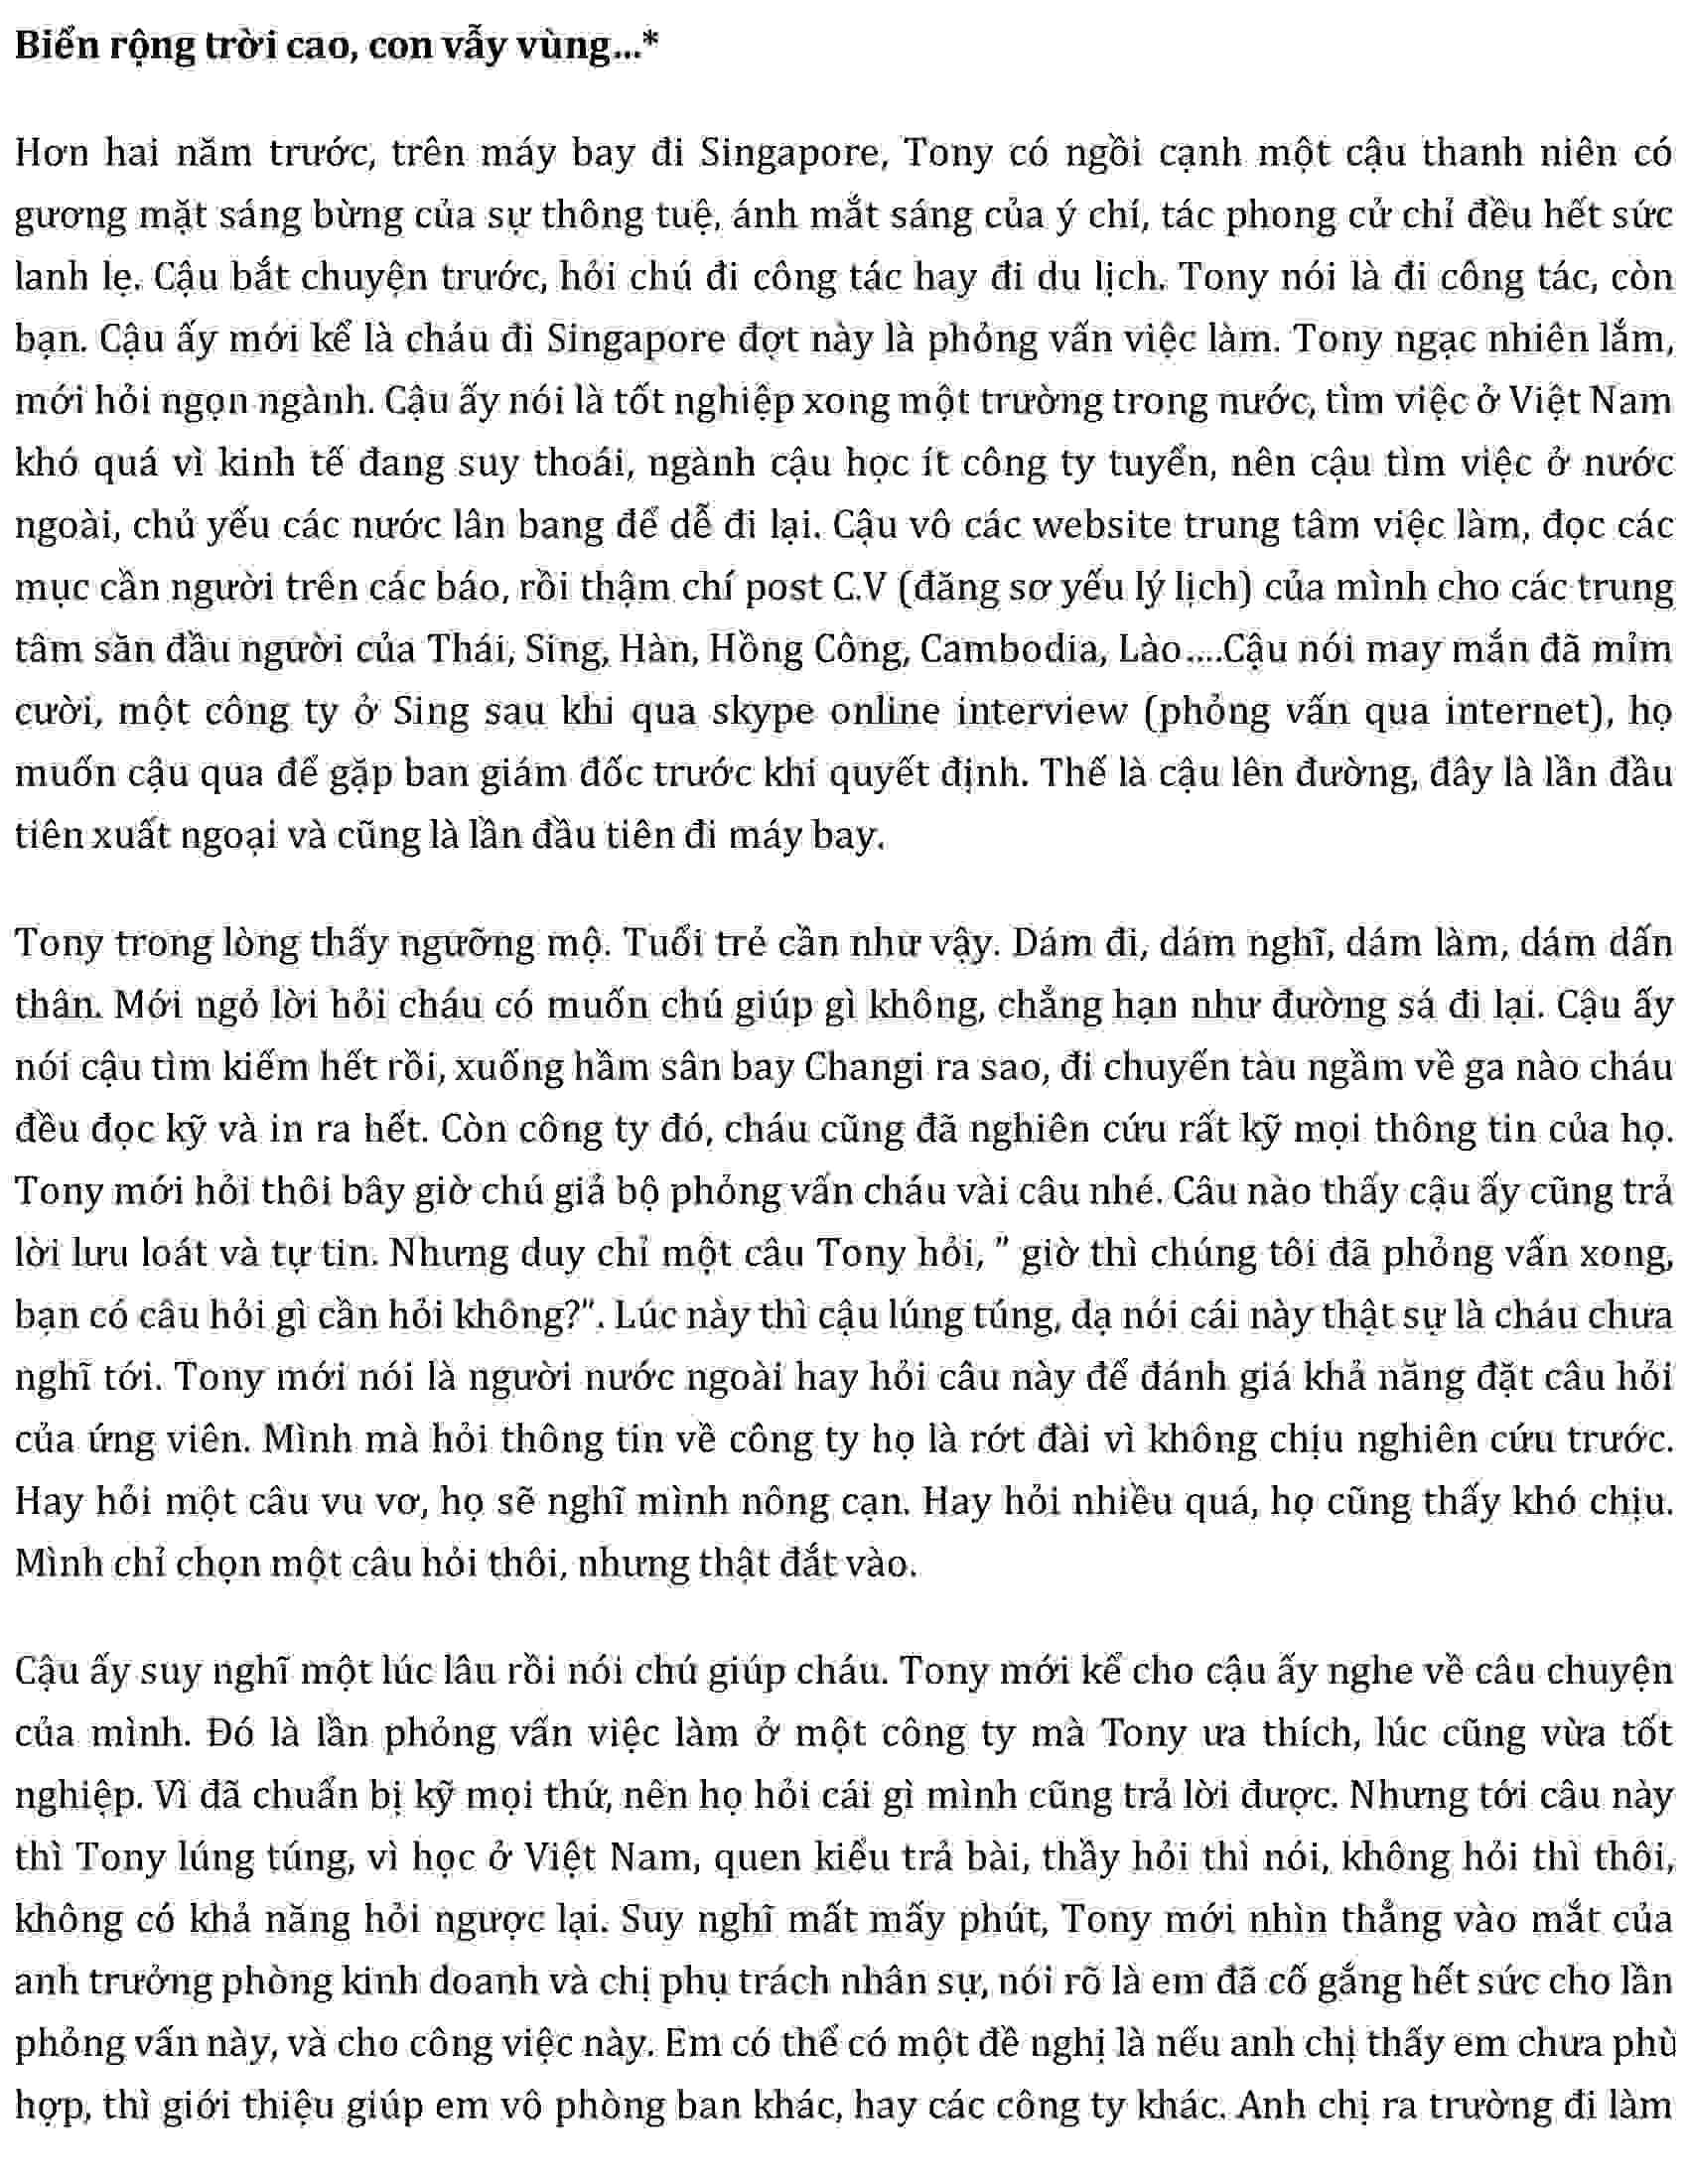 Biển rộng trời cao, con vẫy vùng...*
Hơn hai năm trước, trên máy bay đi Singapore, Tony có ngồi cạnh một cậu thanh niên có
gương mặt sáng bừng của sự thông tuệ, ánh mắt sáng của ý chí, tác phong cử chỉ đều hết sức
lanh lẹ. Cậu bắt chuyện trước, hỏi chú đi công tác hay đi du lịch. Tony nói là đi công tác, còn
bạn. Cậu ấy mới kể là cháu đi Singapore đợt này là phỏng vấn việc làm. Tony ngạc nhiên lắm,
mới hỏi ngọn ngành. Cậu ấy nói là tốt nghiệp xong một trường trong nước, tìm việc ở Việt Nam
khó quá vì kinh tế đang suy thoái, ngành cậu học ít công ty tuyển, nên cậu tìm việc ở nước
ngoài, chủ yếu các nước lân bang để dễ đi lại. Cậu vô các website trung tâm việc làm, đọc các
mục cần người trên các báo, rồi thậm chí post C.V (đăng sơ yếu lý lịch) của mình cho các trung
tâm săn đầu người của Thái, Sing, Hàn, Hồng Công, Cambodia, Lào....Cậu nói may mắn đã mỉm
cười, một công ty ở Sing sau khi qua skype online interview (phỏng vấn qua internet), họ
muốn cậu qua để gặp ban giám đốc trước khi quyết định. Thế là cậu lên đường, đây là lần đầu
tiên xuất ngoại và cũng là lần đầu tiên đi máy bay.
Tony trong lòng thấy ngưỡng mộ. Tuổi trẻ cần như vậy. Dám đi, dám nghĩ, dám làm, dám dấn
thân. Mới ngỏ lời hỏi cháu có muốn chú giúp gì không, chẳng hạn như đường sá đi lại. Cậu ấy
nói cậu tìm kiếm hết rồi, xuống hầm sân bay Changi ra sao, đi chuyến tàu ngầm về ga nào cháu
đều đọc kỹ và in ra hết. Còn công ty đó, cháu cũng đã nghiên cứu rất kỹ mọi thông tin của họ.
Tony mới hỏi thôi bây giờ chú giả bộ phỏng vấn cháu vài câu nhé. Câu nào thấy cậu ấy cũng trả
lời lưu loát và tự tin. Nhưng duy chỉ một câu Tony hỏi, " giờ thì chúng tôi đã phỏng vấn xong,
bạn có câu hỏi gì cần hỏi không?". Lúc này thì cậu lúng túng, dạ nói cái này thật sự là cháu chưa
nghĩ tới. Tony mới nói là người nước ngoài hay hỏi câu này để đánh giá khả năng đặt câu hỏi
của ứng viên. Mình mà hỏi thông tin về công ty họ là rớt đài vì không chịu nghiên cứu trước.
Hay hỏi một câu vu vơ, họ sẽ nghĩ mình nông cạn. Hay hỏi nhiều quá, họ cũng thấy khó chịu.
Mình chỉ chọn một câu hỏi thôi, nhưng thật đắt vào.
Cậu ấy suy nghĩ một lúc lâu rồi nói chú giúp cháu. Tony mới kể cho cậu ấy nghe về câu chuyện
của mình. Đó là lần phỏng vấn việc làm ở một công ty mà Tony ưa thích, lúc cũng vừa tốt
nghiệp. Vì đã chuẩn bị kỹ mọi thứ, nên họ hỏi cái gì mình cũng trả lời được. Nhưng tới câu này
thì Tony lúng túng, vì học ở Việt Nam, quen kiểu trả bài, thầy hỏi thì nói, không hỏi thì thôi,
không có khả năng hỏi ngược lại. Suy nghĩ mất mấy phút, Tony mới nhìn thẳng vào mắt của
anh trưởng phòng kinh doanh và chị phụ trách nhân sự, nói rõ là em đã cố gắng hết sức cho lần
phỏng vấn này, và cho công việc này. Em có thể có một đề nghị là nếu anh chị thấy em chưa phù
hợp, thì giới thiệu giúp em vô phòng ban khác, hay các công ty khác. Anh chị ra trường đi làm